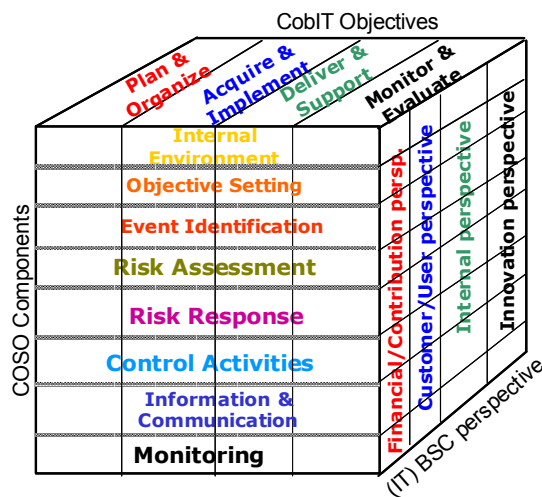 CobIT Objectives
Plan &
Organize
Acquire &
Implement
Deliver &
Support
Monitor &
Evaluate
COSO Components
Internal
Environment
Objective Setting
Event Identification
Risk Assessment
Risk Response
Control Activities
Information &
Communication
Monitoring
Financial/Contribution persp.
Customer/User perspective
Internal perspective
Innovation perspective
(IT) BSC perspective